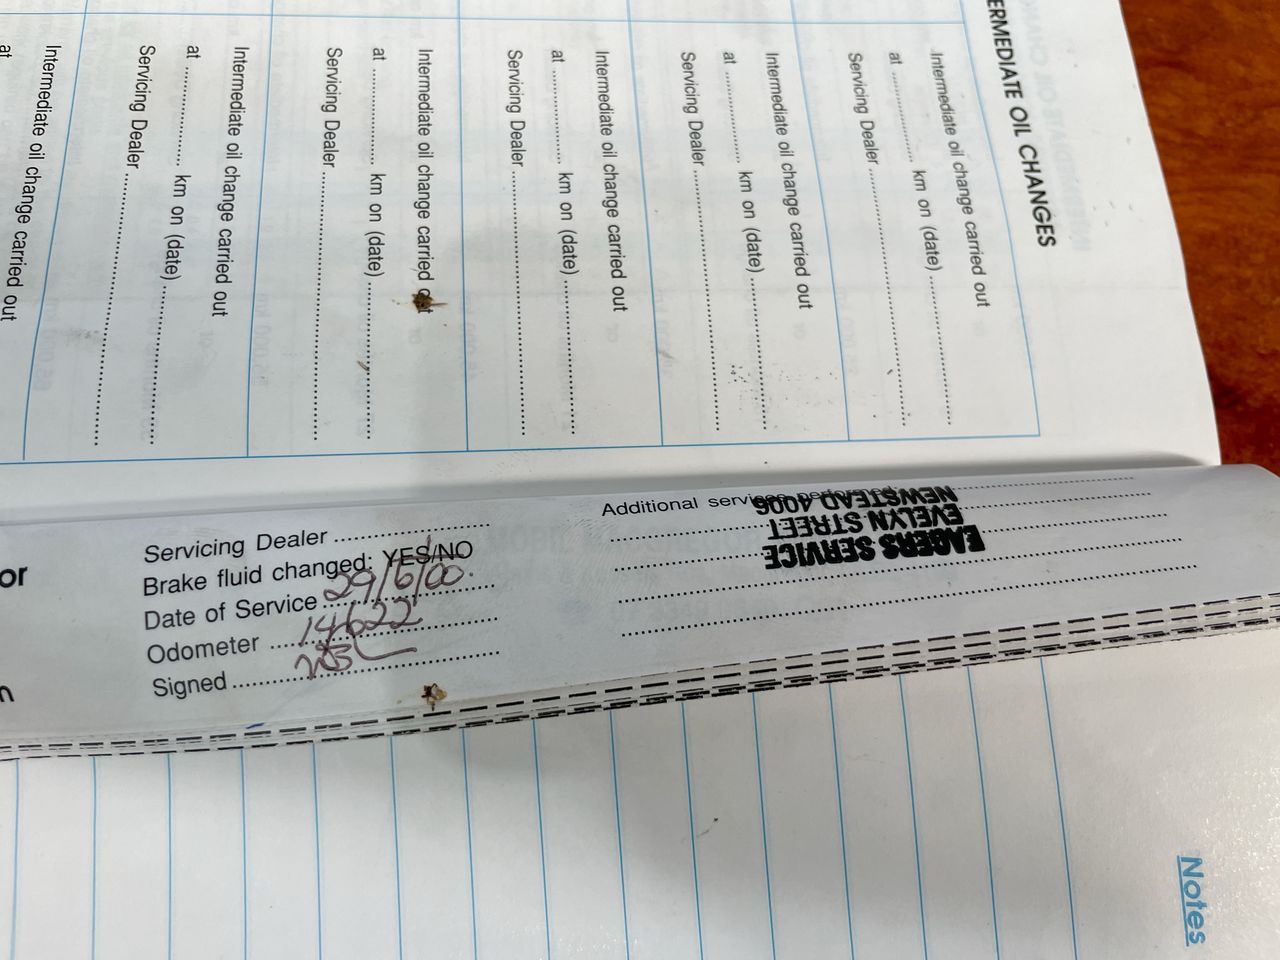 ERMEDIATE OIL CHANGES
Intermediate oil change carried out
at ............... km on (date) ...............
Servicing Dealer ...............
Intermediate oil change carried out
at ............... km on (date) ...............
Servicing Dealer ...............
Intermediate oil change carried out
at ............... km on (date) ...............
Servicing Dealer ...............
Intermediate oil change carried out
at ............... km on (date) ...............
Servicing Dealer ...............
Intermediate oil change carried out
at ............... km on (date) ...............
Servicing Dealer ...............
Intermediate oil change carried out
at
or
n
Servicing Dealer ...............
Brake fluid changed: YES/NO
Date of Service 29/6/00.
Odometer 14622
Signed ...............
Additional services performed:
EAGERS SERVICE
EVELYN STREET
NEWSTEAD 4006
Notes